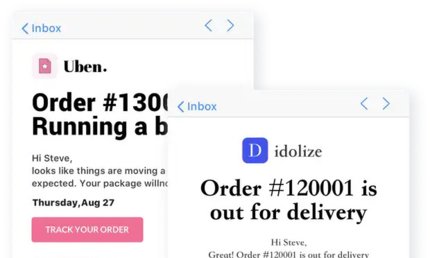 Inbox
Uben.
Order #1300
Running a b
Hi Steve,
looks like things are moving a
expected. Your package willno
Thursday,Aug 27
TRACK YOUR ORDER
Inbox
D idolize
Order #120001 is
out for delivery
Hi Steve,
Great! Order #120001 is out for delivery